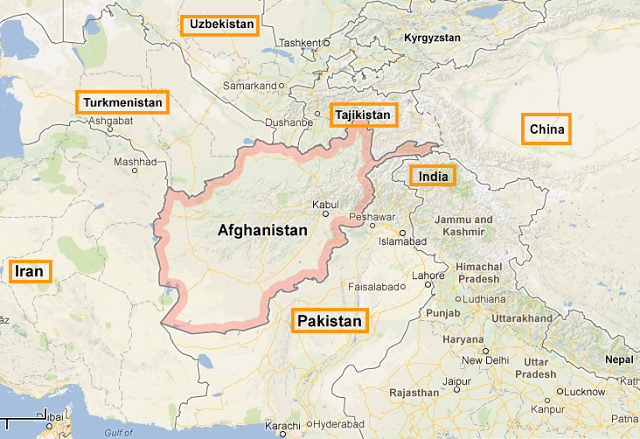 Uzbekistan
Kyrgyzstan
Tashkent
Samarkand
Turkmenistan
Tajikistan
Dushanbe
Ashgabat
China
Mashhad
India
Kabul
Peshawar
Jammu and
Kashmir
Afghanistan
Islamabad
Iran
Himachal
Pradesh
Lahore
Faisalabad
Ludhiana
Punjab
Uttarakhand
Pakistan
Haryana
New Delhi
Nepal
Uttar
Pradesh
Jaipur
Rajasthan
Lucknow
Kanpur
Patna
Dubai
Gulf of
Karachi
Hyderabad